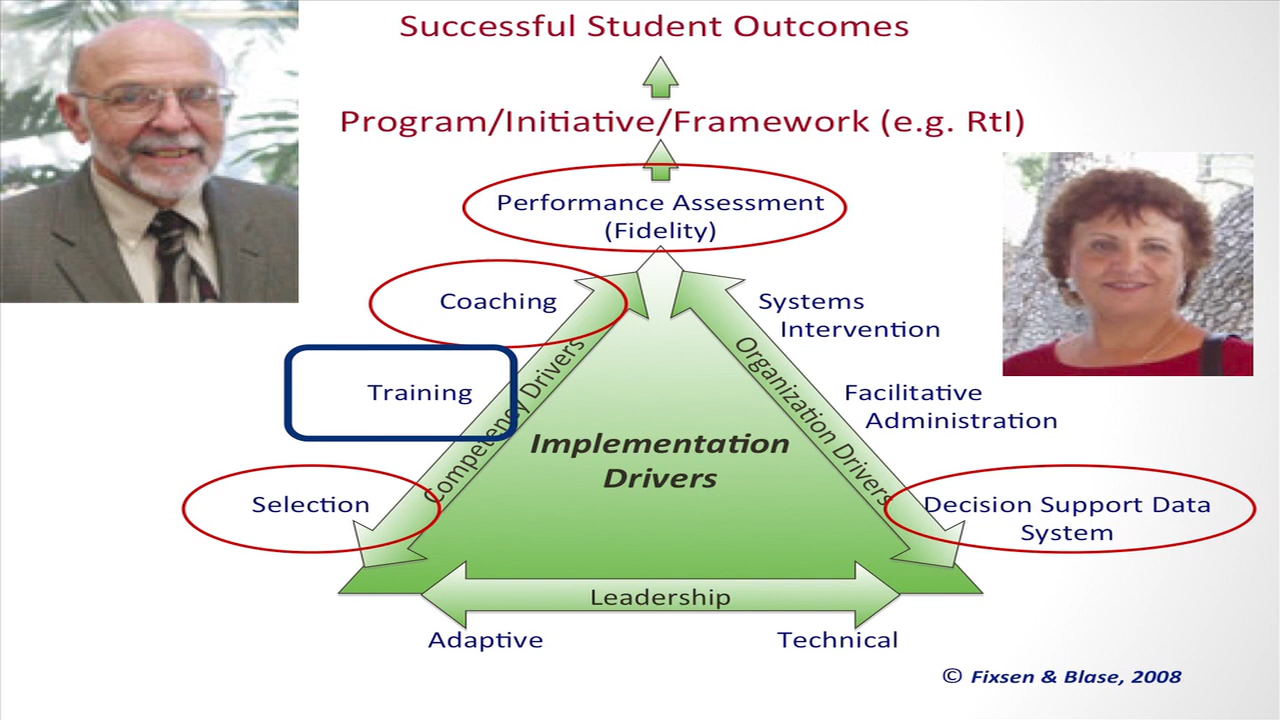 Successful Student Outcomes
Program/Initiative/Framework (e.g. RtI)
Performance Assessment
(Fidelity)
Coaching
Systems
Intervention
Training
Competency Drivers
Organization Drivers
Facilitative
Administration
Implementation
Drivers
Selection
Decision Support Data
System
Leadership
Adaptive
Technical
© Fixsen & Blase, 2008